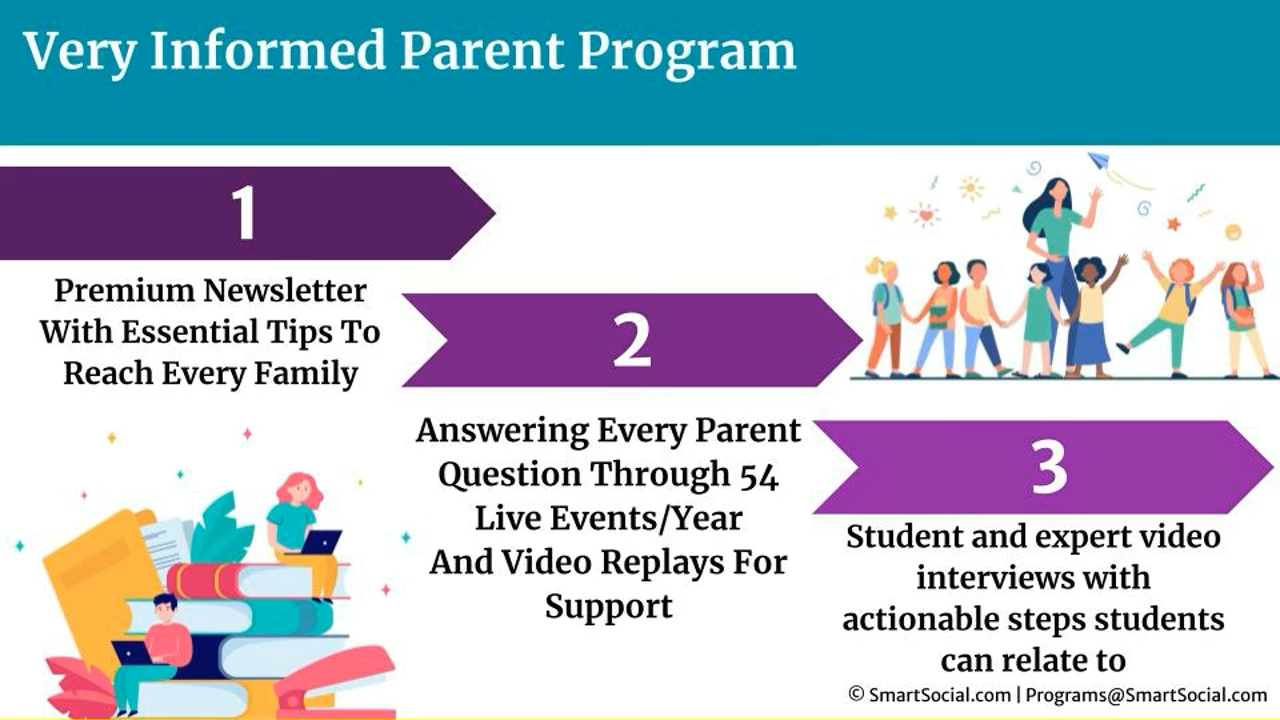 Very Informed Parent Program
1
Premium Newsletter
With Essential Tips To
Reach Every Family
2
Answering Every Parent
Question Through 54
Live Events/Year
And Video Replays For
Support
3
Student and expert video
interviews with
actionable steps students
can relate to
© SmartSocial.com | Programs@SmartSocial.com